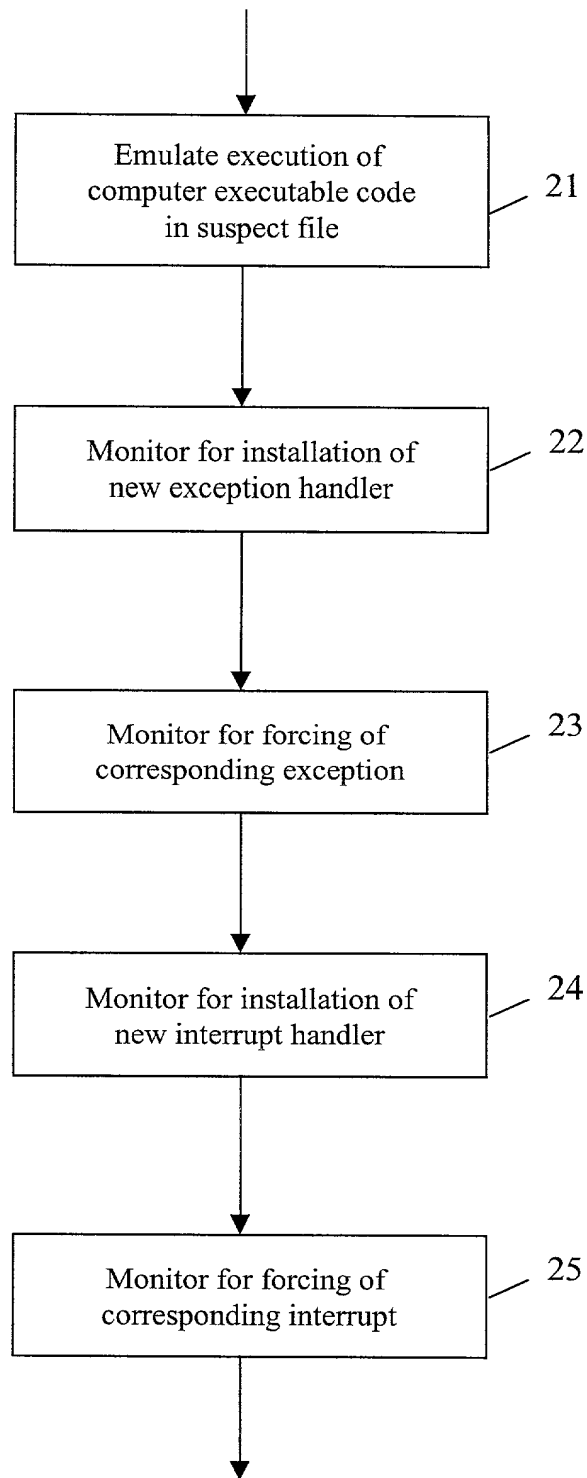 Emulate execution of
computer executable code
in suspect file
21
Monitor for installation of
new exception handler
22
Monitor for forcing of
corresponding exception
23
Monitor for installation of
new interrupt handler
24
Monitor for forcing of
corresponding interrupt
25